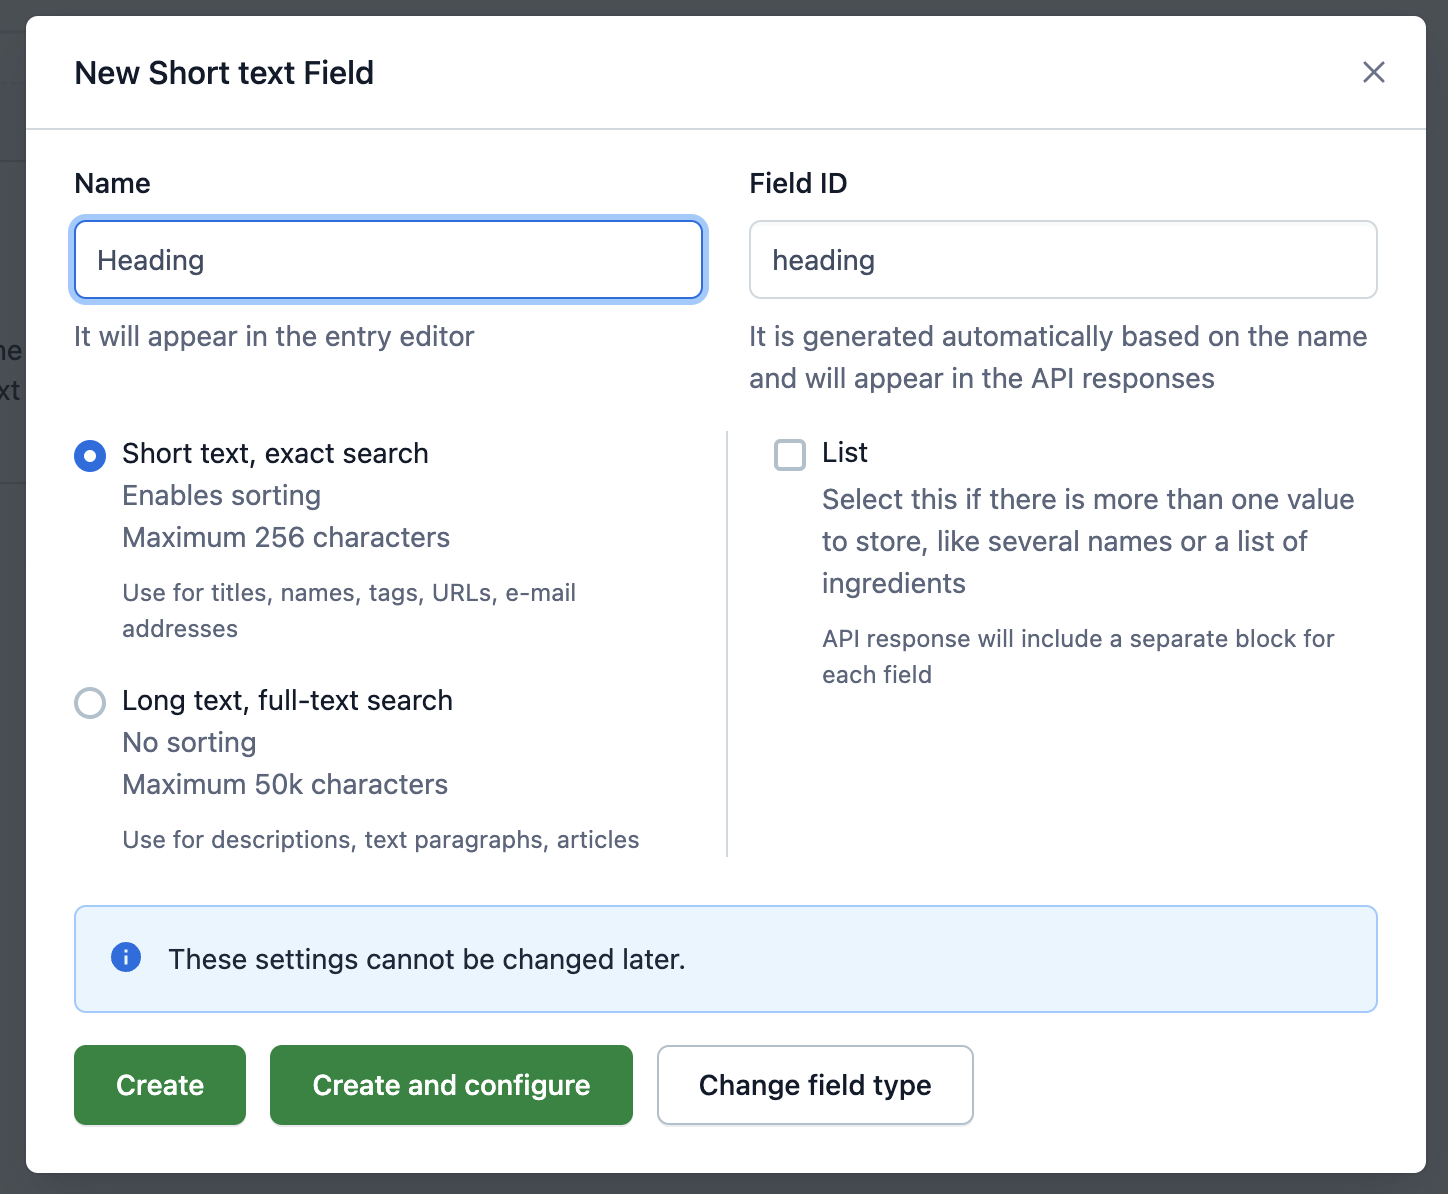 New Short text Field
Name
Heading
It will appear in the entry editor
Field ID
heading
It is generated automatically based on the name
and will appear in the API responses
Short text, exact search
Enables sorting
Maximum 256 characters
Use for titles, names, tags, URLs, e-mail
addresses
Long text, full-text search
No sorting
Maximum 50k characters
Use for descriptions, text paragraphs, articles
List
Select this if there is more than one value
to store, like several names or a list of
ingredients
API response will include a separate block for
each field
These settings cannot be changed later.
Create
Create and configure
Change field type